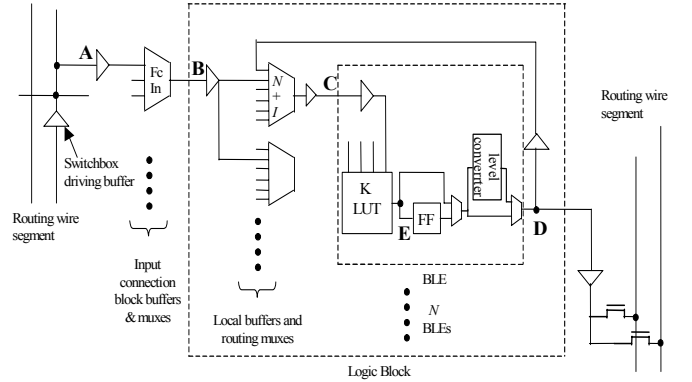 A
Fc
In
B
N
+
I
C
Routing wire
segment
Switchbox
driving buffer
level
converrter
K
LUT
E
FF
D
Routing wire
segment
Input
connection
block buffers
& muxes
Local buffers and
routing muxes
BLE
N
BLEs
Logic Block